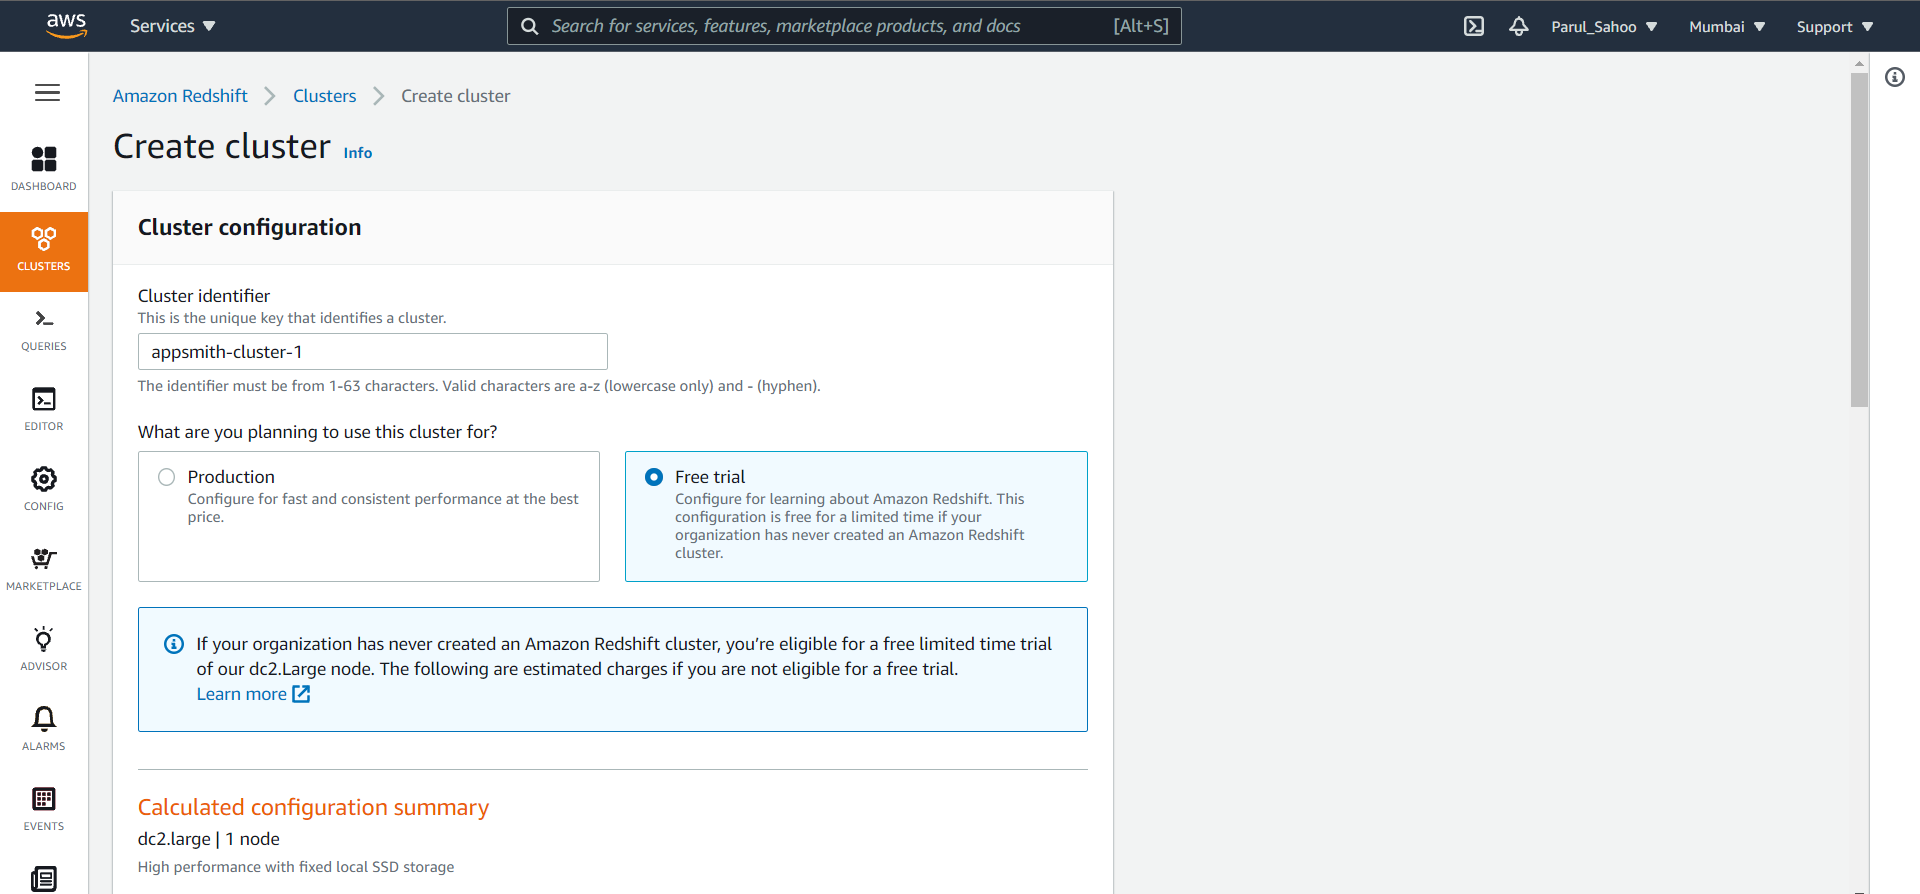 aws Services Search for services, features, marketplace products, and docs [Alt+S] Parul_Sahoo Mumbai Support
Amazon Redshift Clusters Create cluster
Create cluster Info
DASHBOARD
CLUSTERS
QUERIES
EDITOR
CONFIG
MARKETPLACE
ADVISOR
ALARMS
EVENTS
Cluster configuration
Cluster identifier
This is the unique key that identifies a cluster.
appsmith-cluster-1
The identifier must be from 1-63 characters. Valid characters are a-z (lowercase only) and - (hyphen).
What are you planning to use this cluster for?
Production
Configure for fast and consistent performance at the best
price.
Free trial
Configure for learning about Amazon Redshift. This
configuration is free for a limited time if your
organization has never created an Amazon Redshift
cluster.
If your organization has never created an Amazon Redshift cluster, you’re eligible for a free limited time trial
of our dc2.Large node. The following are estimated charges if you are not eligible for a free trial.
Learn more
Calculated configuration summary
dc2.large | 1 node
High performance with fixed local SSD storage